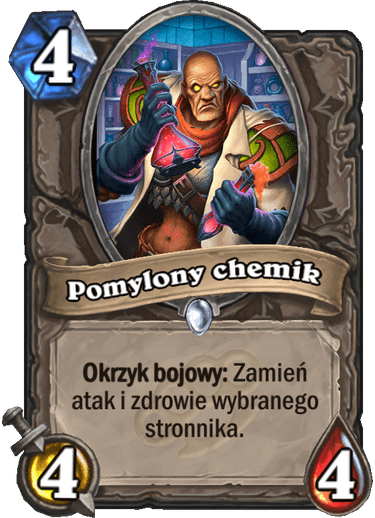 4
Pomylony chemik
Okrzyk bojowy: Zamień
atak i zdrowie wybranego
stronnika.
4
4